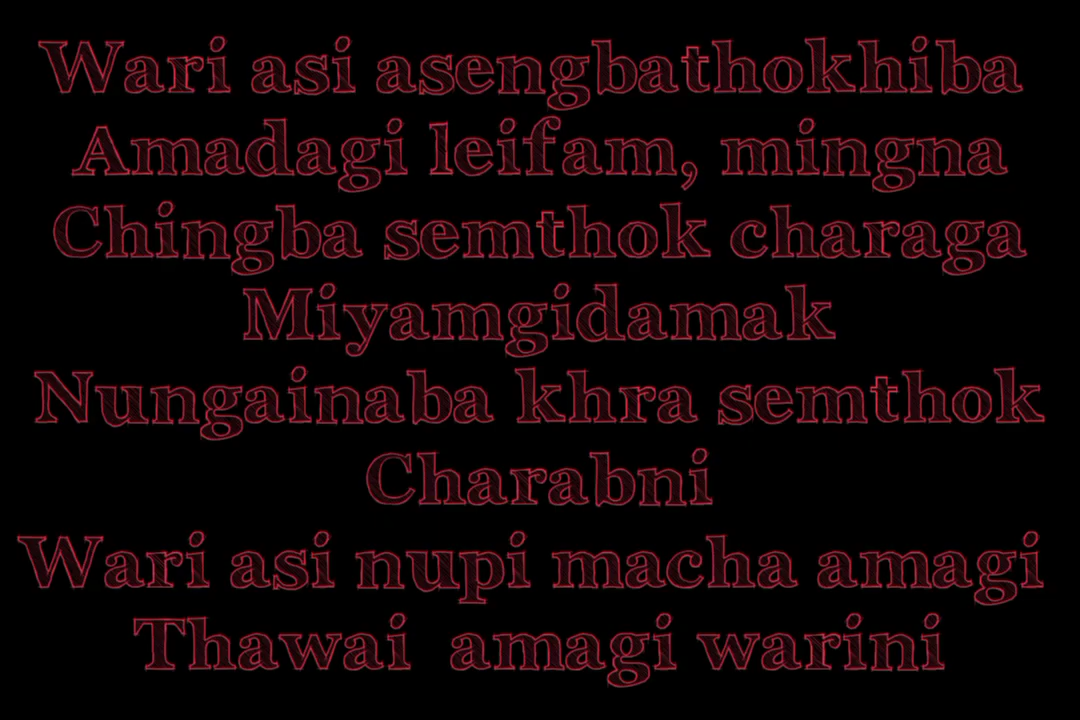 Wari asi asengbathokhiba
Amadagi leifam, mingna
Chingba semthok charaga
Miyamgidamak
Nungainaba khra semthok
Charabni
Wari asi nupi macha amagi
Thawai amagi warini